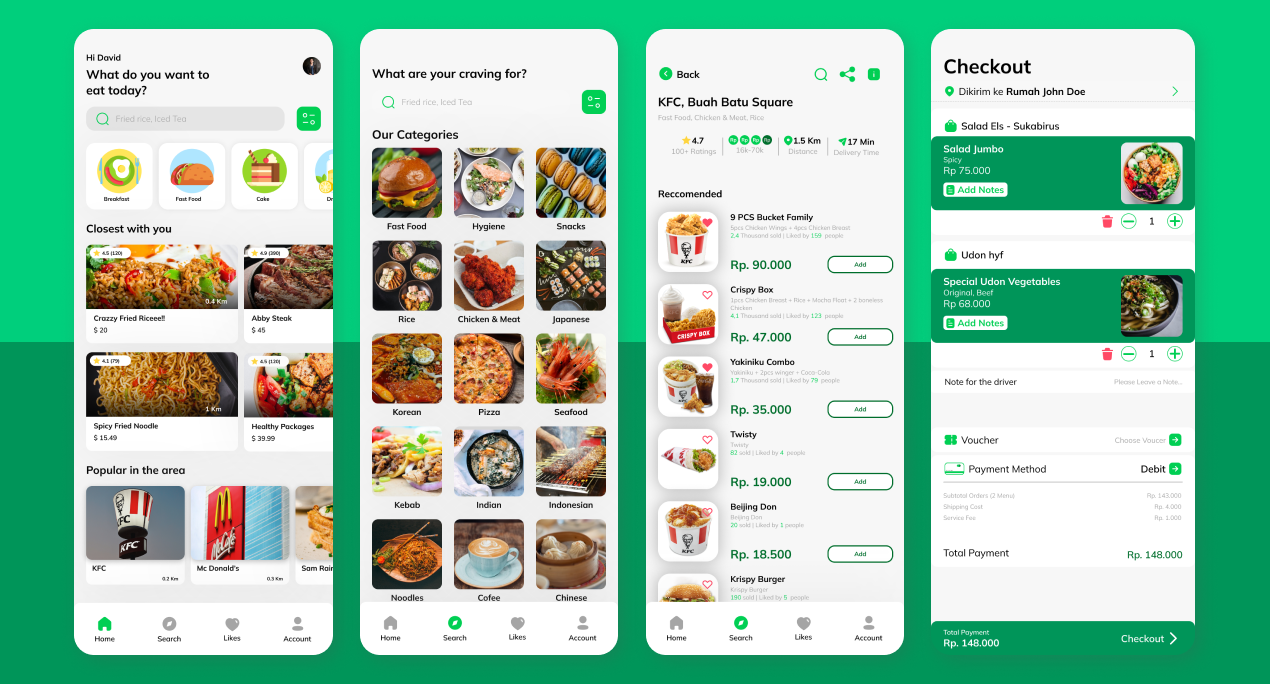 Hi David
What do you want to
eat today?
Fried rice, Iced Tea
Breakfast
Fast Food
Cake
Closest with you
4.5 (120)
0.4 Km
Crazzy Fried Riceee!!
$ 20
4.9 (390)
Abby Steak
$ 45
4.1 (79)
1 Km
Spicy Fried Noodle
$ 15.49
4.5 (120)
Healthy Packages
$ 39.99
Popular in the area
KFC
KFC
KFC
0.2 Km
McCafé
Mc Donald's
0.3 Km
Sam Rain
Home
Search
Likes
Account
What are your craving for?
Fried rice, Iced Tea
Our Categories
Fast Food
Hygiene
Snacks
Rice
Chicken & Meat
Japanese
Korean
Pizza
Seafood
Kebab
Indian
Indonesian
Noodles
Cofee
Chinese
Home
Search
Likes
Account
Back
KFC, Buah Batu Square
Fast Food, Chicken & Meat, Rice
4.7
100+ Ratings
Rp Rp Rp Rp
16k-70k
1.5 Km
Distance
17 Min
Delivery Time
Reccomended
KFC
9 PCS Bucket Family
5pcs Chicken Wings + 4pcs Chicken Breast
2.4 Thousand sold | Liked by 159 people
Rp. 90.000
Add
CRISPY BOX
Crispy Box
1pcs Chicken Breast + Rice + Mocha Float + 2 boneless
Chicken
4,1 Thousand sold | Liked by 123 people
Rp. 47.000
Add
Yakiniku Combo
Yakiniku + 2pcs winger + Coca-Cola
1.7 Thousand sold | Liked by 79 people
Rp. 35.000
Add
Twisty
Twisty
82 sold | Liked by 4 people
Rp. 19.000
Add
KFC
Beijing Don
Beijing Don
20 sold | Liked by 1 people
Rp. 18.500
Add
Krispy Burger
Krispy Burger
190 sold | Liked by 5 people
Home
Search
Likes
Account
Checkout
Dikirim ke Rumah John Doe
Salad Els - Sukabirus
Salad Jumbo
Spicy
Rp 75.000
Add Notes
1
Udon hyf
Special Udon Vegetables
Original, Beef
Rp 68.000
Add Notes
1
Note for the driver
Please Leave a Note...
Voucher
Choose Voucer
Payment Method
Debit
Subtotal Orders (2 Menu)
Rp. 143.000
Shipping Cost
Rp. 4.000
Service Fee
Rp. 1.000
Total Payment
Rp. 148.000
Total Payment
Rp. 148.000
Checkout